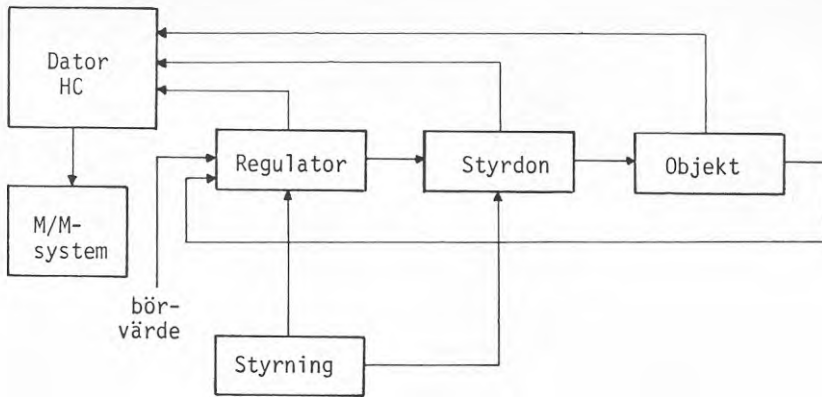 Dator
HC
Regulator
Styrdon
Objekt
M/M-
system
bör-
värde
Styrning